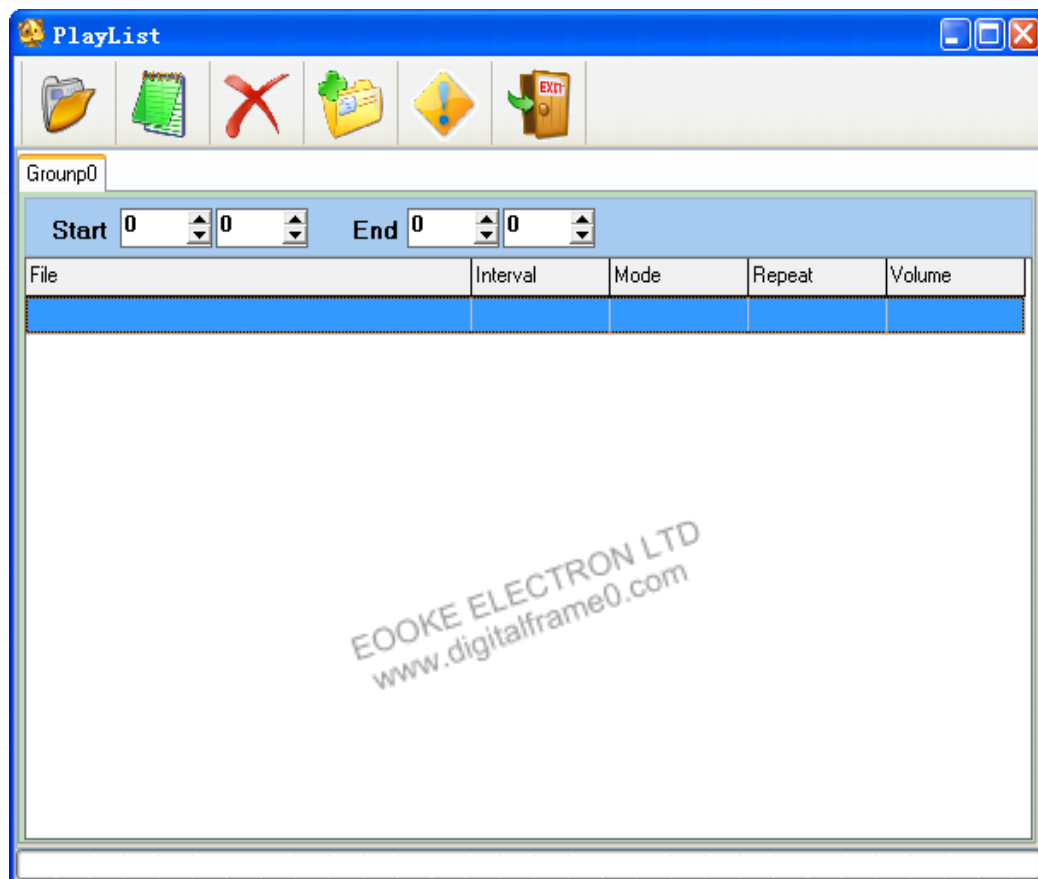 PlayList
EXIT
Grounp0
Start 0 0 End 0 0
File Interval Mode Repeat Volume
EOOKE ELECTRON LTD
www.digitalframe0.com